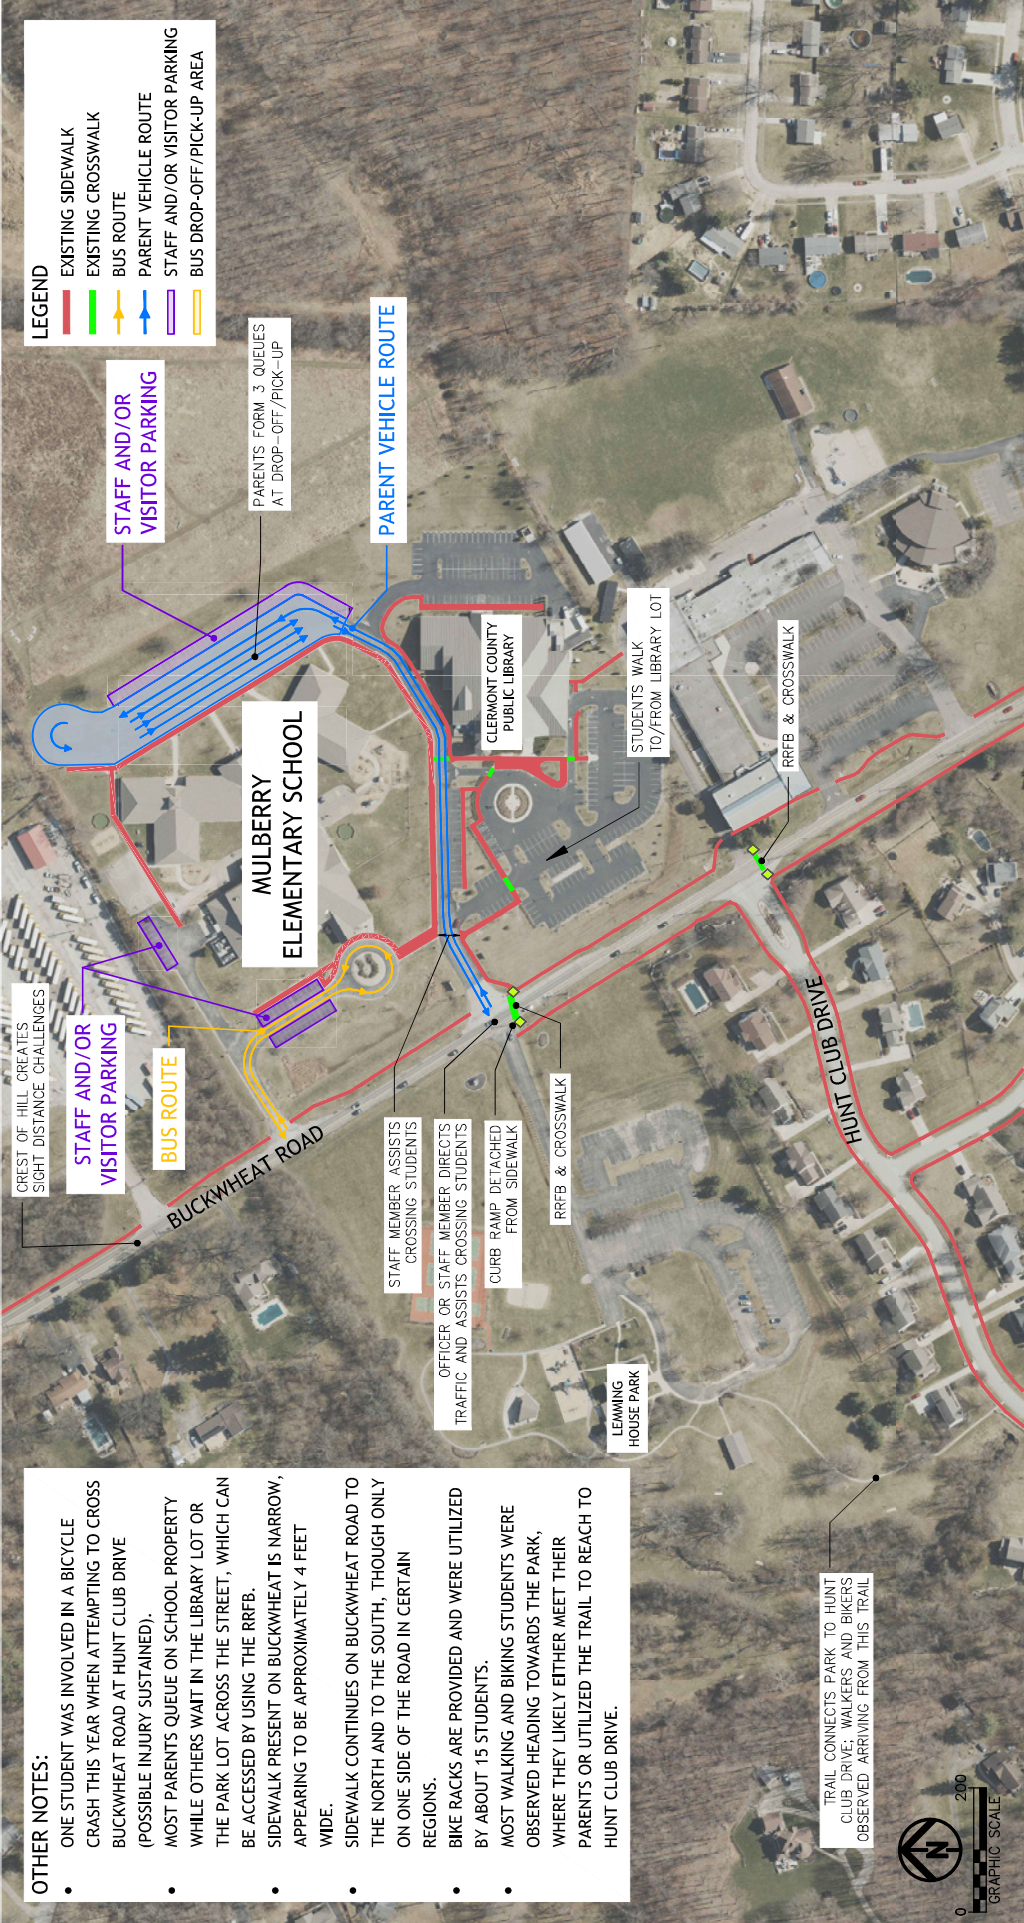 OTHER NOTES:
• ONE STUDENT WAS INVOLVED IN A BICYCLE
CRASH THIS YEAR WHEN ATTEMPTING TO CROSS
BUCKWHEAT ROAD AT HUNT CLUB DRIVE
(POSSIBLE INJURY SUSTAINED).
• MOST PARENTS QUEUE ON SCHOOL PROPERTY
WHILE OTHERS WAIT IN THE LIBRARY LOT OR
THE PARK LOT ACROSS THE STREET, WHICH CAN
BE ACCESSED BY USING THE RRFB.
• SIDEWALK PRESENT ON BUCKWHEAT IS NARROW,
APPEARING TO BE APPROXIMATELY 4 FEET
WIDE.
• SIDEWALK CONTINUES ON BUCKWHEAT ROAD TO
THE NORTH AND TO THE SOUTH, THOUGH ONLY
ON ONE SIDE OF THE ROAD IN CERTAIN
REGIONS.
• BIKE RACKS ARE PROVIDED AND WERE UTILIZED
BY ABOUT 15 STUDENTS.
• MOST WALKING AND BIKING STUDENTS WERE
OBSERVED HEADING TOWARDS THE PARK,
WHERE THEY LIKELY EITHER MEET THEIR
PARENTS OR UTILIZED THE TRAIL TO REACH TO
HUNT CLUB DRIVE.
CREST OF HILL CREATES
SIGHT DISTANCE CHALLENGES
STAFF AND/OR
VISITOR PARKING
BUS ROUTE
BUCKWHEAT ROAD
MULBERRY
ELEMENTARY SCHOOL
STAFF AND/OR
VISITOR PARKING
PARENTS FORM 3 QUEUES
AT DROP-OFF/PICK-UP
PARENT VEHICLE ROUTE
LEGEND
EXISTING SIDEWALK
EXISTING CROSSWALK
BUS ROUTE
PARENT VEHICLE ROUTE
STAFF AND/OR VISITOR PARKING
BUS DROP-OFF/PICK-UP AREA
STAFF MEMBER ASSISTS
CROSSING STUDENTS
OFFICER OR STAFF MEMBER DIRECTS
TRAFFIC AND ASSISTS CROSSING STUDENTS
CURB RAMP DETACHED
FROM SIDEWALK
RRFB & CROSSWALK
CLERMONT COUNTY
PUBLIC LIBRARY
STUDENTS WALK
TO/FROM LIBRARY LOT
RRFB & CROSSWALK
LEMMING
HOUSE PARK
HUNT CLUB DRIVE
TRAIL CONNECTS PARK TO HUNT
CLUB DRIVE; WALKERS AND BIKERS
OBSERVED ARRIVING FROM THIS TRAIL
N
0 200
GRAPHIC SCALE